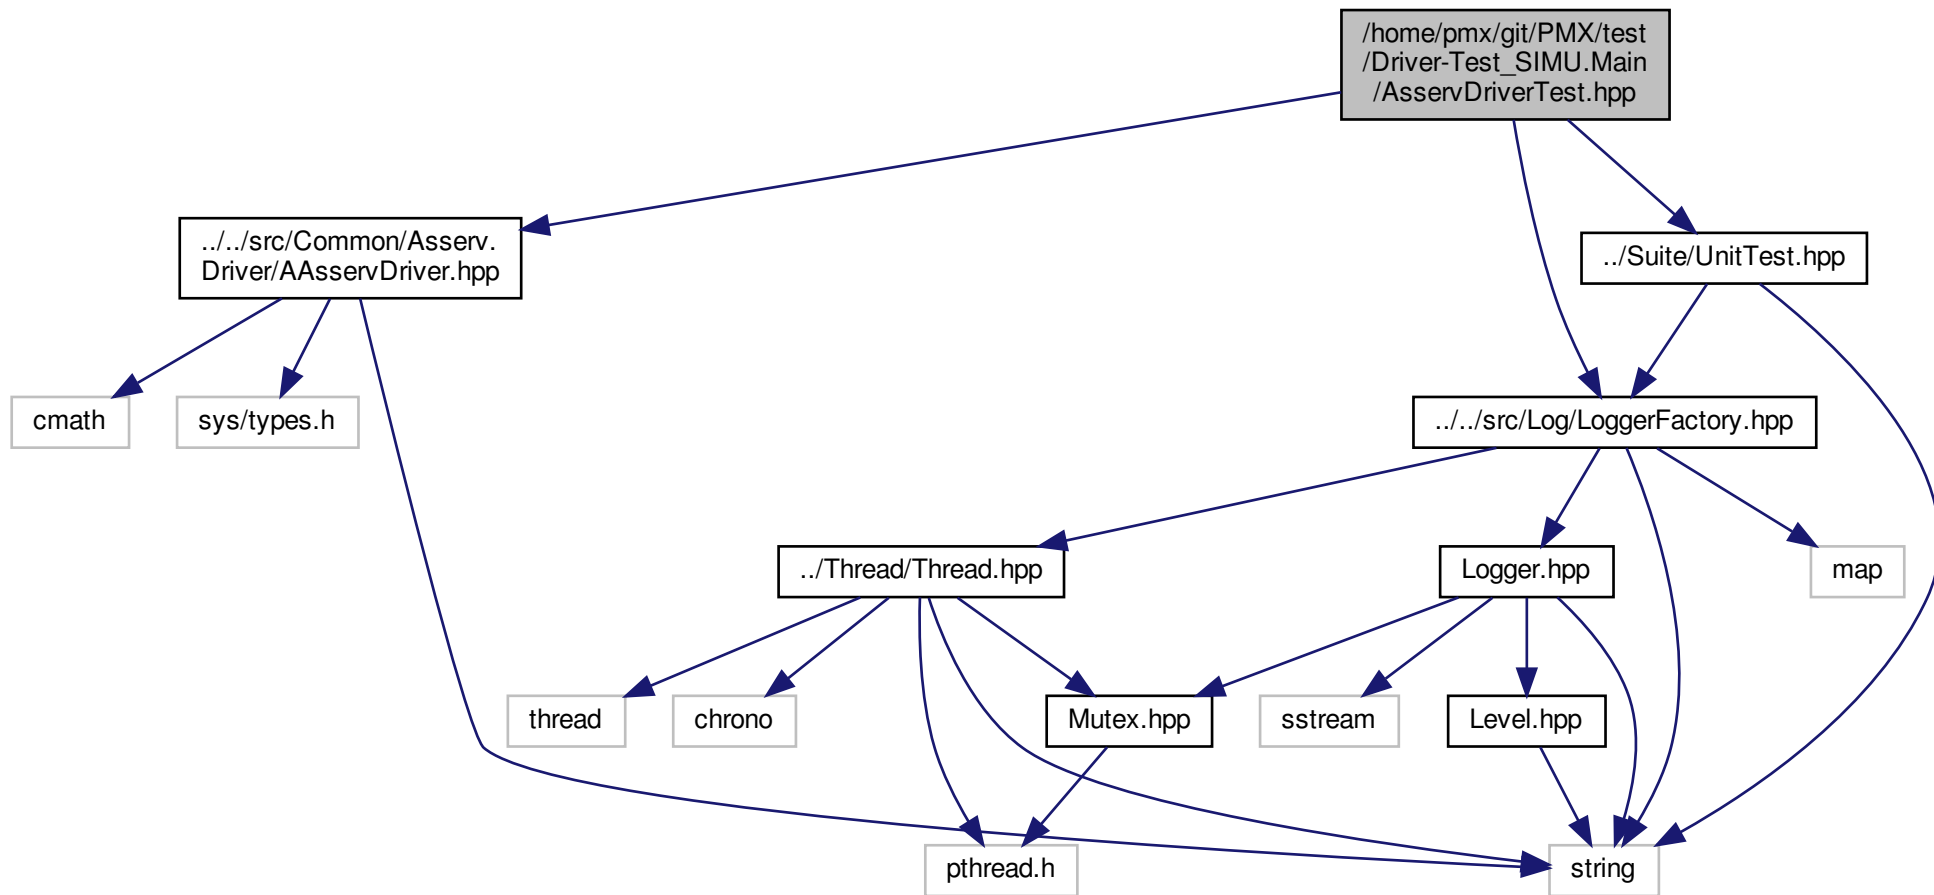 /home/pmx/git/PMX/test
/Driver-Test_SIMU.Main
/AsservDriverTest.hpp
../../src/Common/Asserv.
Driver/AAsservDriver.hpp
../Suite/UnitTest.hpp
cmath
sys/types.h
../../src/Log/LoggerFactory.hpp
../Thread/Thread.hpp
Logger.hpp
map
thread
chrono
Mutex.hpp
sstream
Level.hpp
pthread.h
string